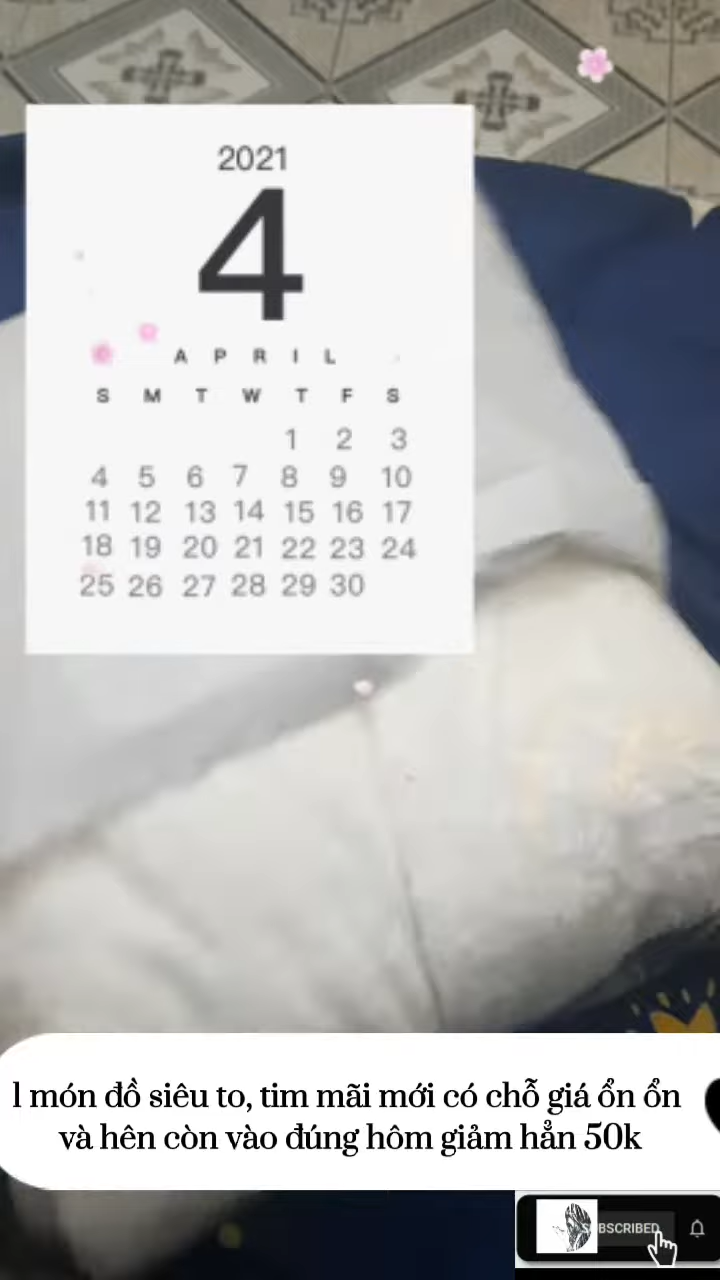 2021
4
APRIL
S M T W T F S
1 2 3
4 5 6 7 8 9 10
11 12 13 14 15 16 17
18 19 20 21 22 23 24
25 26 27 28 29 30
1 món đồ siêu to, tim mãi mới có chỗ giá ổn ổn
và hên còn vào đúng hôm giảm hẳn 50k
BSCRIBED